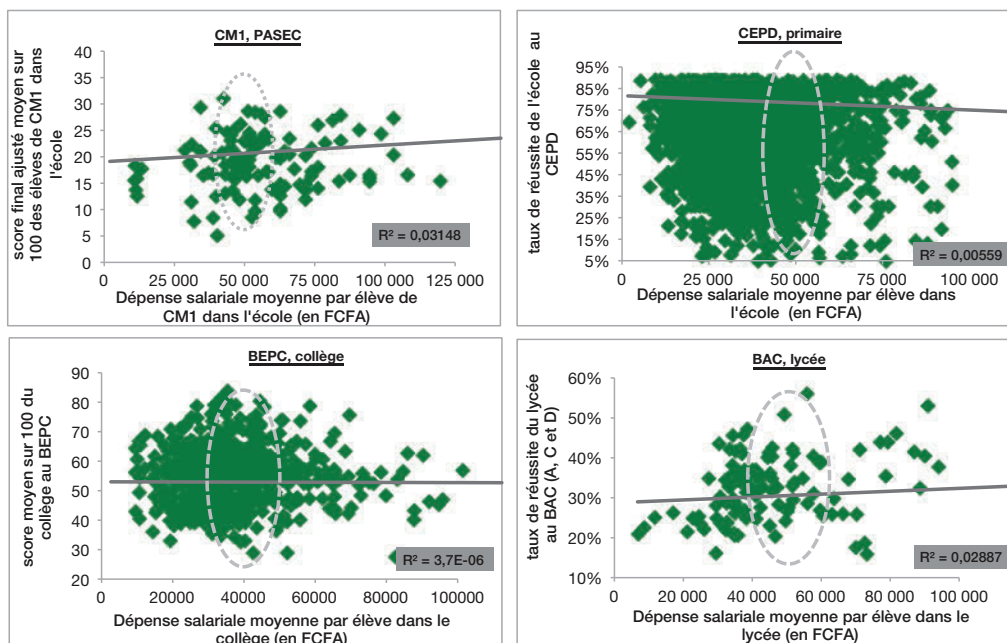 CM1, PASEC
score final ajusté moyen sur
100 des élèves de CM1 dans
l'école
40
35
30
25
20
15
10
5
0
0 25 000 50 000 75 000 100 000 125 000
R² = 0,03148
Dépense salariale moyenne par élève de
CM1 dans l'école (en FCFA)
CEPD, primaire
taux de réussite de l'école au
CEPD
95%
85%
75%
65%
55%
45%
35%
25%
15%
5%
0 25 000 50 000 75 000 100 000
R² = 0,00559
Dépense salariale moyenne par élève dans
l'école (en FCFA)
BEPC, collège
score moyen sur 100 du
collège au BEPC
90
80
70
60
50
40
30
20
0 20000 40000 60000 80000 100000
R² = 3,7E-06
Dépense salariale moyenne par élève dans le
collège (en FCFA)
BAC, lycée
taux de réussite du lycée
au BAC (A, C et D)
60%
50%
40%
30%
20%
10%
0 20 000 40 000 60 000 80 000 100 000
R² = 0,02887
Dépense salariale moyenne par élève dans le
lycée (en FCFA)